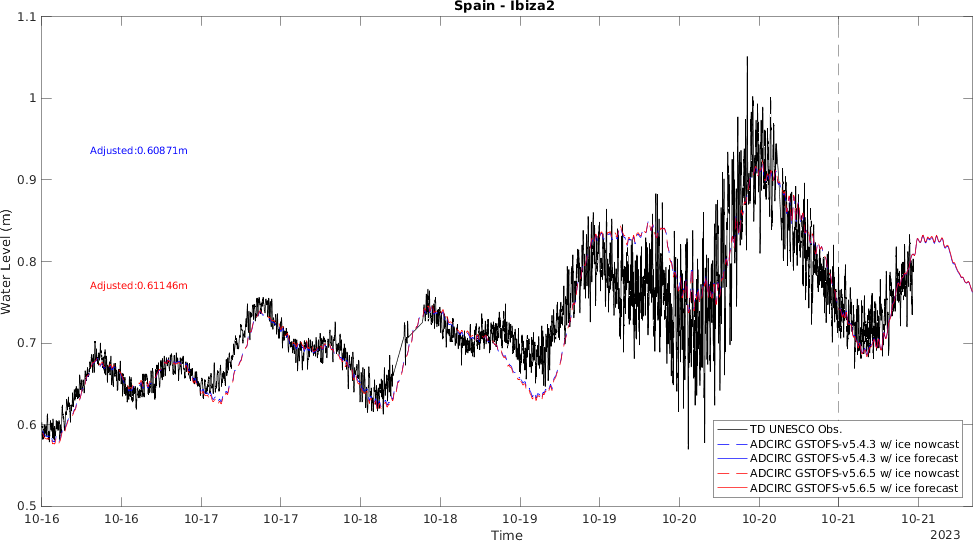 Spain - Ibiza2
Water Level (m)
1.1
1
0.9
0.8
0.7
0.6
0.5
Adjusted:0.60871m
Adjusted:0.61146m
TD UNESCO Obs.
ADCIRC GSTOFS-v5.4.3 w/ ice nowcast
ADCIRC GSTOFS-v5.4.3 w/ ice forecast
ADCIRC GSTOFS-v5.6.5 w/ ice nowcast
ADCIRC GSTOFS-v5.6.5 w/ ice forecast
10-16 10-16 10-17 10-17 10-18 10-18 10-19 10-19 10-20 10-20 10-21 10-21
Time
2023